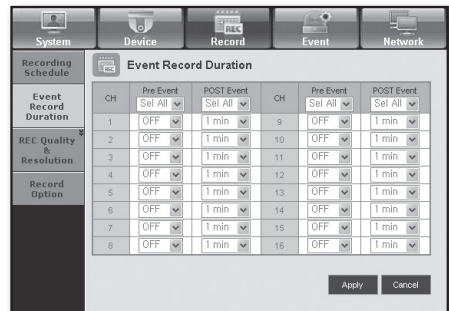 System Device Record Event Network
REC
Recording
Schedule
Event
Record
Duration
REC Quality
&
Resolution
Record
Option
REC
Event Record Duration
CH Pre Event POST Event CH Pre Event POST Event
Sel All Sel All Sel All Sel All
1 OFF 1 min 9 OFF 1 min
2 OFF 1 min 10 OFF 1 min
3 OFF 1 min 11 OFF 1 min
4 OFF 1 min 12 OFF 1 min
5 OFF 1 min 13 OFF 1 min
6 OFF 1 min 14 OFF 1 min
7 OFF 1 min 15 OFF 1 min
8 OFF 1 min 16 OFF 1 min
Apply Cancel